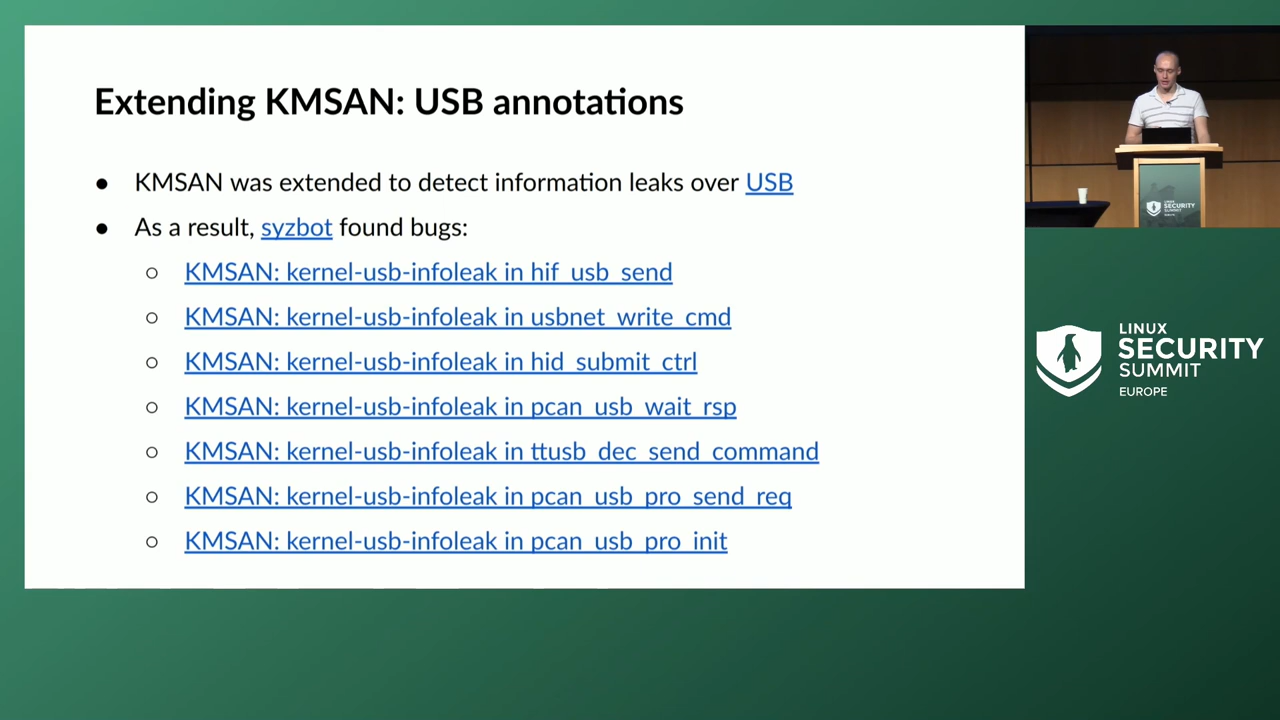 Extending KMSAN: USB annotations
● KMSAN was extended to detect information leaks over USB
● As a result, syzbot found bugs:
○ KMSAN: kernel-usb-infoleak in hif_usb_send
○ KMSAN: kernel-usb-infoleak in usbnet_write_cmd
○ KMSAN: kernel-usb-infoleak in hid_submit_ctrl
○ KMSAN: kernel-usb-infoleak in pcan_usb_wait_rsp
○ KMSAN: kernel-usb-infoleak in ttusb_dec_send_command
○ KMSAN: kernel-usb-infoleak in pcan_usb_pro_send_req
○ KMSAN: kernel-usb-infoleak in pcan_usb_pro_init
LINUX
SECURITY
SUMMIT
LINUX
SECURITY
SUMMIT
EUROPE